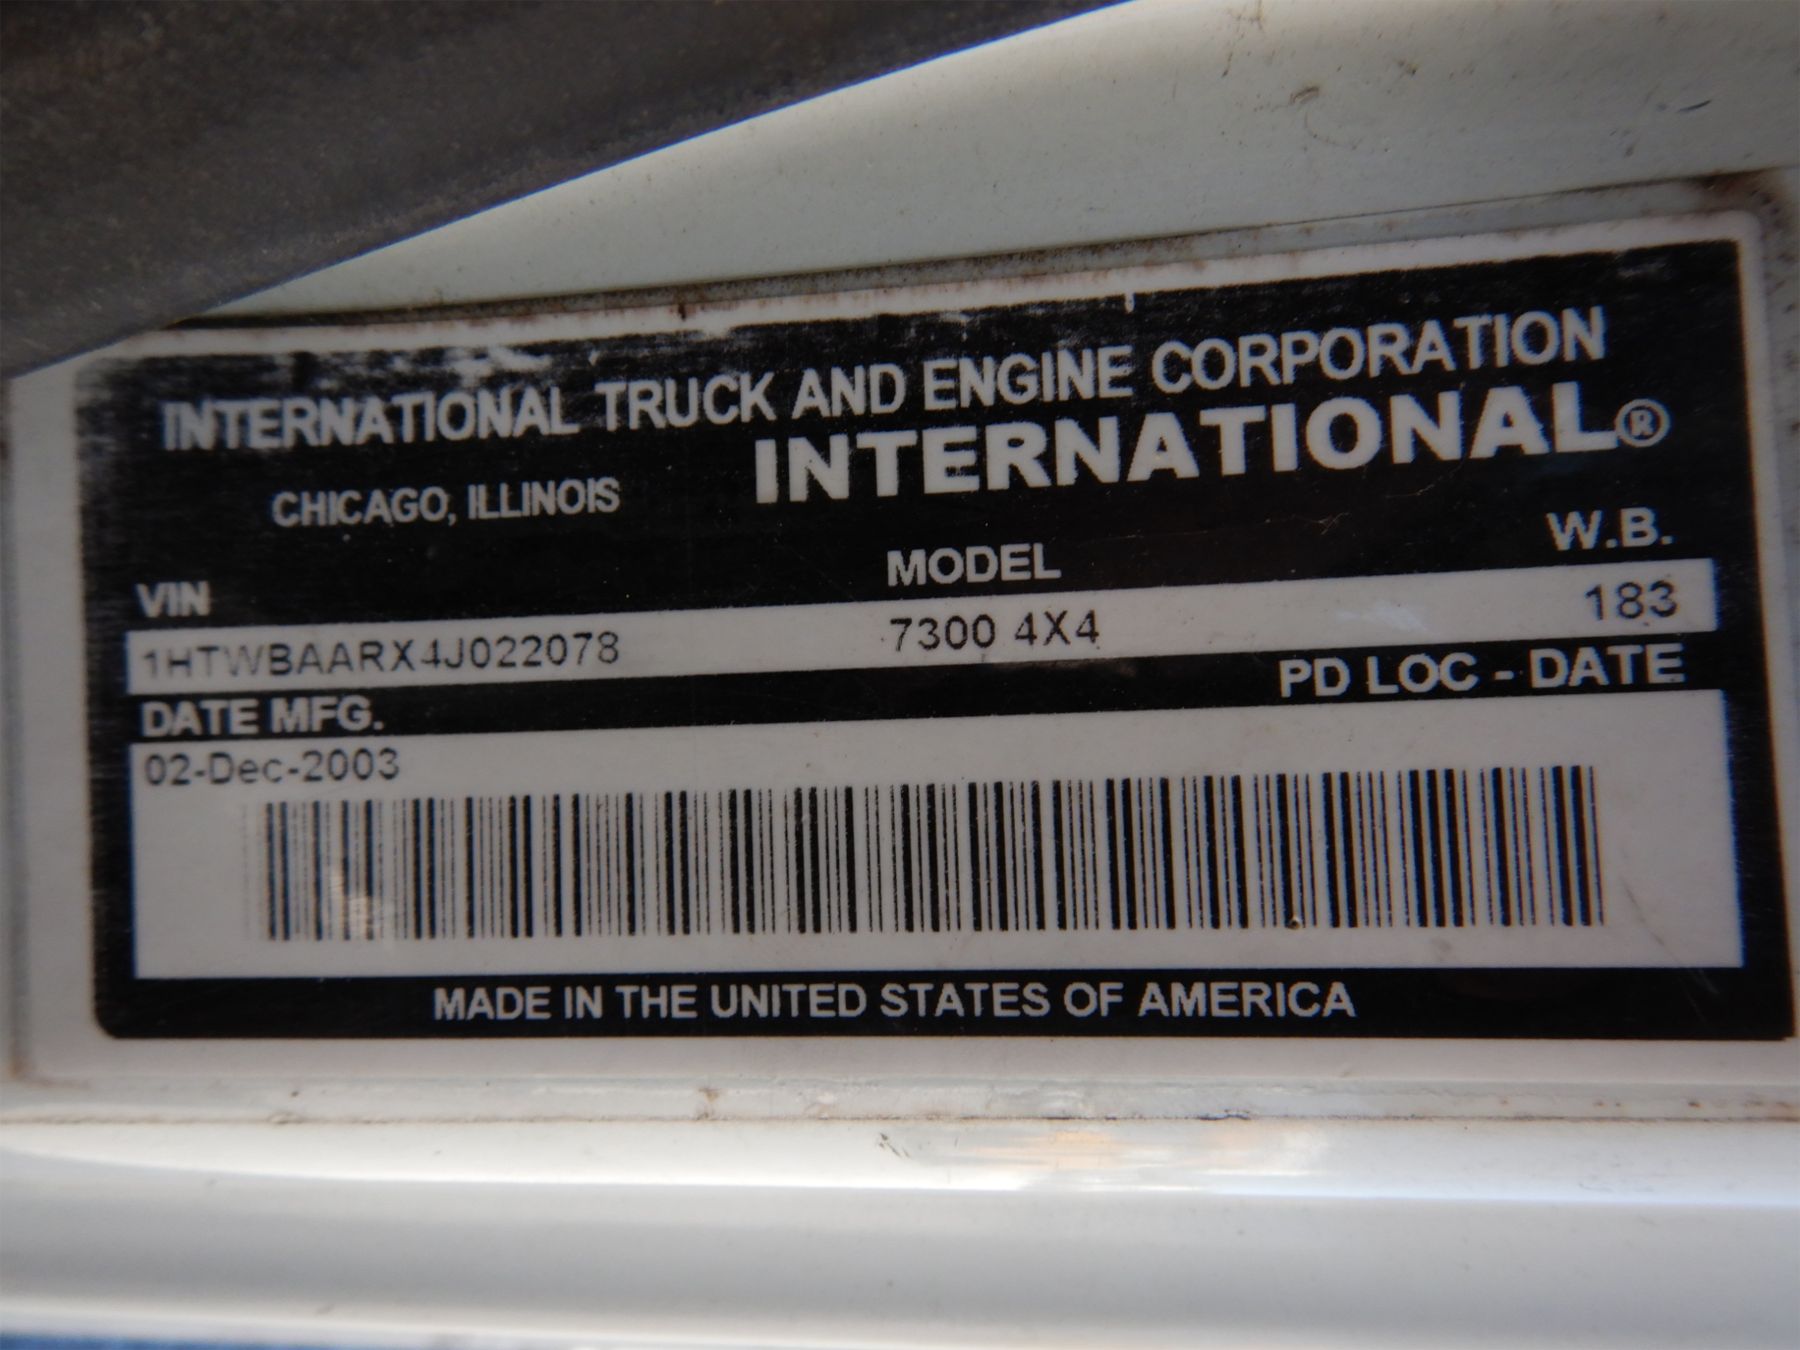 INTERNATIONAL TRUCK AND ENGINE CORPORATION
CHICAGO, ILLINOIS INTERNATIONAL®
VIN MODEL W.B.
1HTWBAARX4J022078 7300 4X4 183
DATE MFG. PD LOC - DATE
02-Dec-2003
MADE IN THE UNITED STATES OF AMERICA